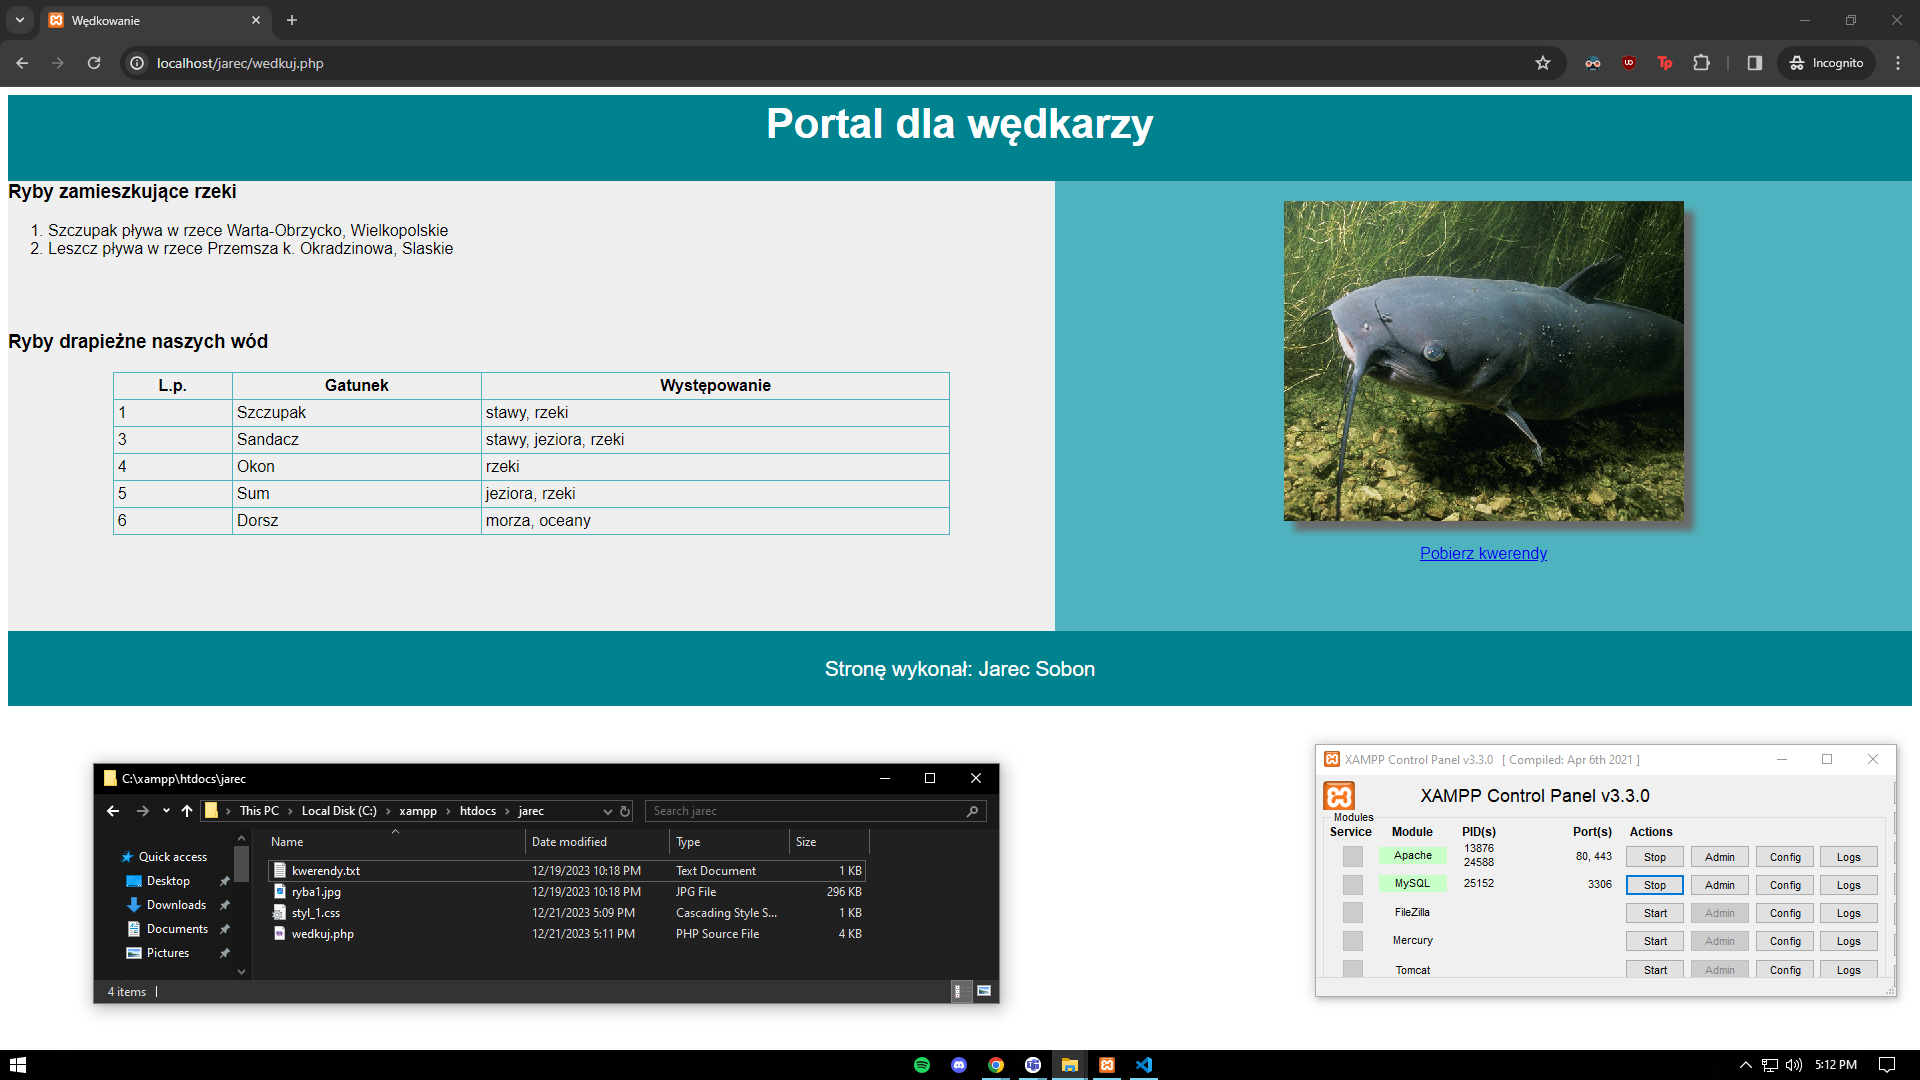 Wędkowanie
localhost/jarec/wedkuj.php
Incognito
Portal dla wędkarzy
Ryby zamieszkujące rzeki
1. Szczupak pływa w rzece Warta-Obrzycko, Wielkopolskie
2. Leszcz pływa w rzece Przemsza k. Okradzinowa, Slaskie
Ryby drapieżne naszych wód
L.p. Gatunek Występowanie
1 Szczupak stawy, rzeki
3 Sandacz stawy, jeziora, rzeki
4 Okon rzeki
5 Sum jeziora, rzeki
6 Dorsz morza, oceany
Pobierz kwerendy
Stronę wykonał: Jarec Sobon
C:\xampp\htdocs\jarec
This PC > Local Disk (C:) > xampp > htdocs > jarec
Search jarec
Name Date modified Type Size
Quick access
Desktop
Downloads
Documents
Pictures
kwerendy.txt 12/19/2023 10:18 PM Text Document 1 KB
ryba1.jpg 12/19/2023 10:18 PM JPG File 296 KB
styl_1.css 12/21/2023 5:09 PM Cascading Style S... 1 KB
wedkuj.php 12/21/2023 5:11 PM PHP Source File 4 KB
4 items
XAMPP Control Panel v3.3.0 [ Compiled: Apr 6th 2021 ]
XAMPP Control Panel v3.3.0
Modules
Service Module PID(s) Port(s) Actions
Apache 13876 24588 80, 443 Stop Admin Config Logs
MySQL 25152 3306 Stop Admin Config Logs
FileZilla Start Admin Config Logs
Mercury Start Admin Config Logs
Tomcat Start Admin Config Logs
5:12 PM